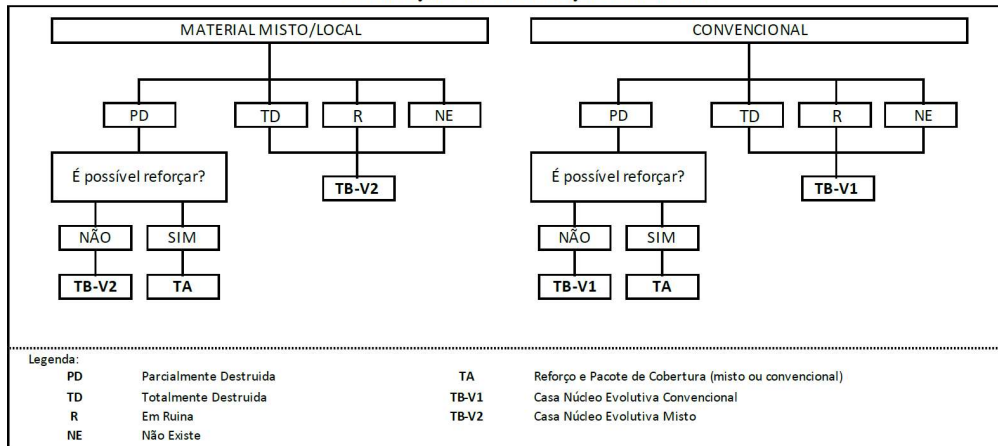 MATERIAL MISTO/LOCAL
PD TD R NE
É possível reforçar?
TB-V2
NÃO SIM
TB-V2 TA
CONVENCIONAL
PD TD R NE
É possível reforçar?
TB-V1
NÃO SIM
TB-V1 TA
Legenda:
PD Parcialmente Destruida
TD Totalmente Destruida
R Em Ruina
NE Não Existe
TA Reforço e Pacote de Cobertura (misto ou convencional)
TB-V1 Casa Núcleo Evolutiva Convencional
TB-V2 Casa Núcleo Evolutiva Misto